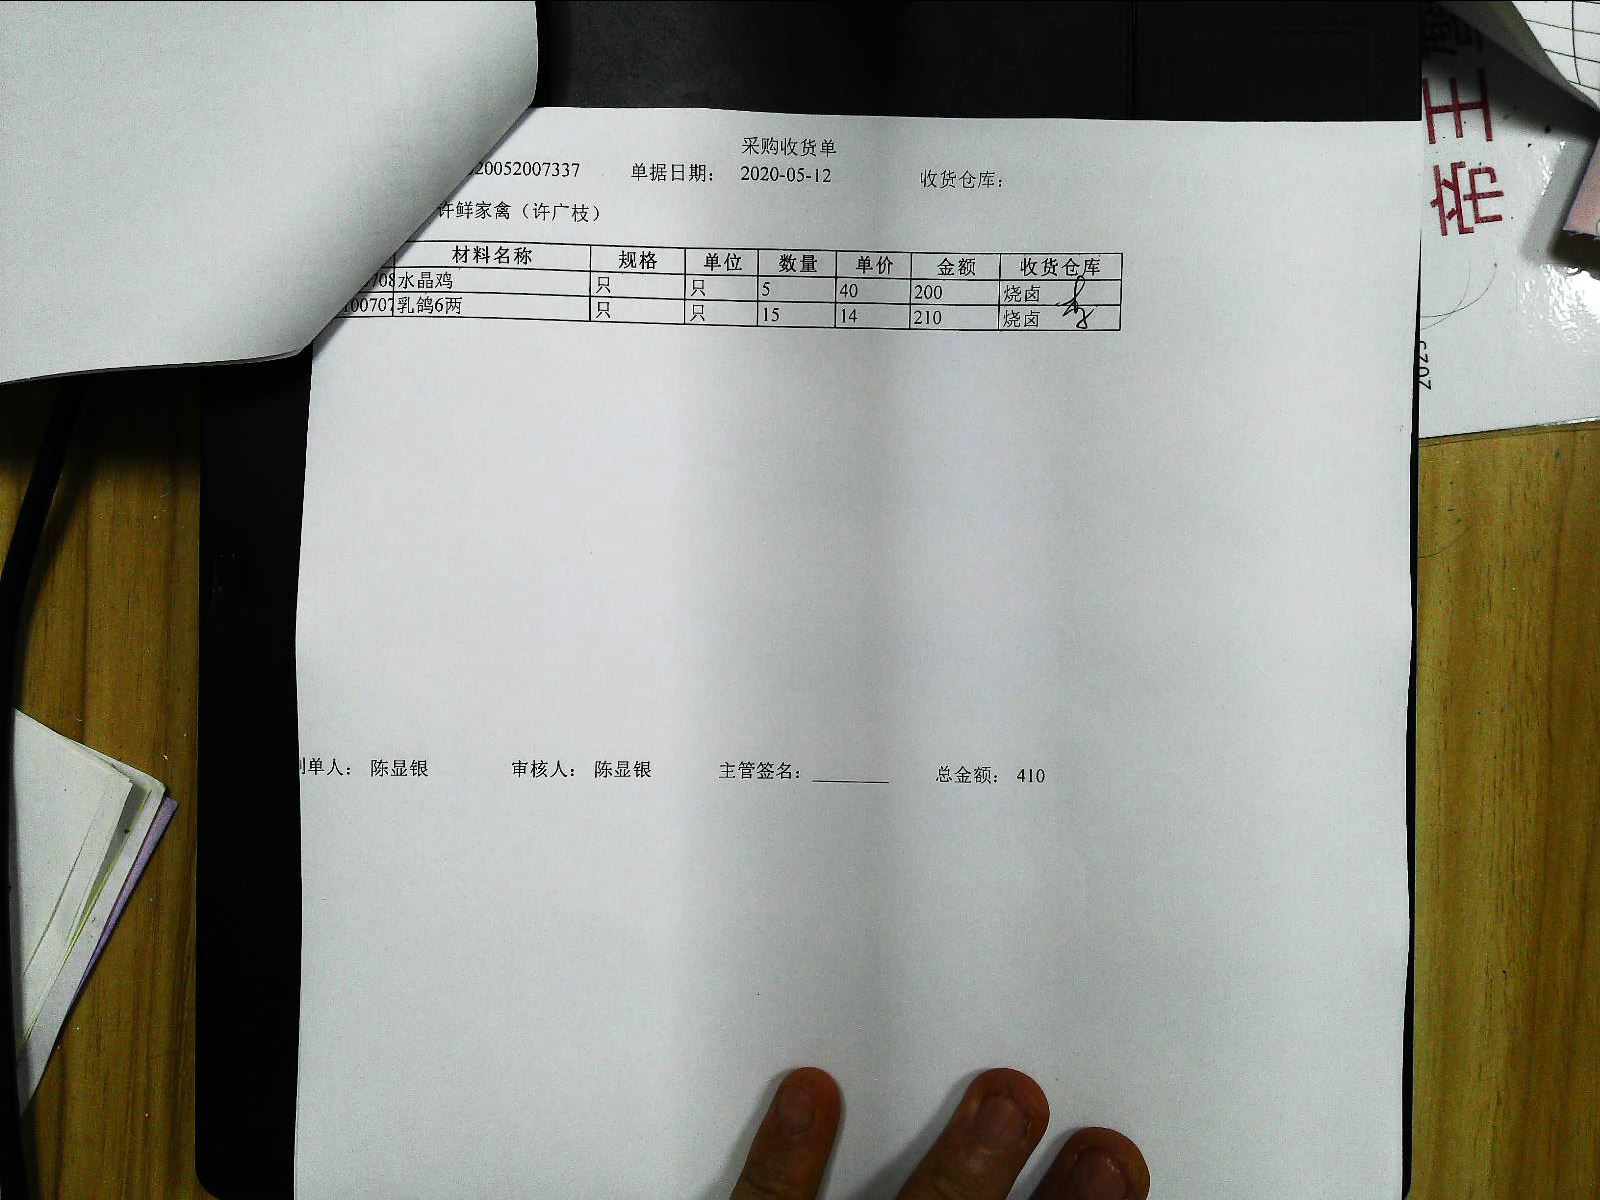 采购收货单
20052007337 单据日期： 2020-05-12 收货仓库：
许鲜家禽（许广枝）
材料名称 规格 单位 数量 单价 金额 收货仓库
708 水晶鸡 只 只 5 40 200 烧卤
100707 乳鸽6两 只 只 15 14 210 烧卤
制单人： 陈显银 审核人： 陈显银 主管签名： 总金额： 410
帝王